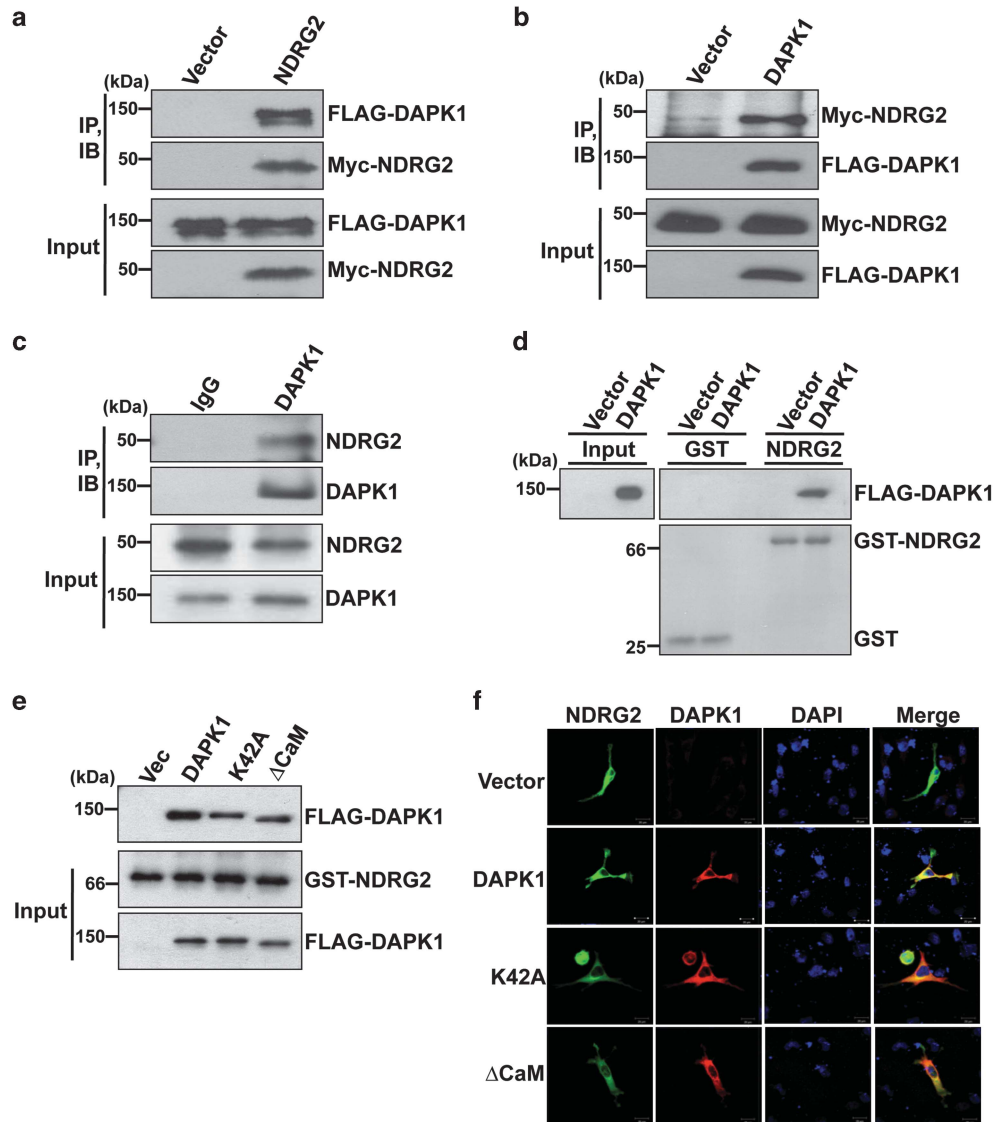 a
Vector
NDRG2
(kDa)
IP, IB
150
FLAG-DAPK1
50
Myc-NDRG2
Input
150
FLAG-DAPK1
50
Myc-NDRG2
b
Vector
DAPK1
(kDa)
IP, IB
50
Myc-NDRG2
150
FLAG-DAPK1
Input
50
Myc-NDRG2
150
FLAG-DAPK1
c
IgG
DAPK1
(kDa)
IP, IB
50
NDRG2
150
DAPK1
Input
50
NDRG2
150
DAPK1
d
Vector
DAPK1
Vector
DAPK1
Vector
DAPK1
Input
GST
NDRG2
(kDa)
150
FLAG-DAPK1
66
GST-NDRG2
25
GST
e
Vec
DAPK1
K42A
ΔCaM
(kDa)
150
FLAG-DAPK1
Input
66
GST-NDRG2
150
FLAG-DAPK1
f
NDRG2 DAPK1 DAPI Merge
Vector
DAPK1
K42A
ΔCaM